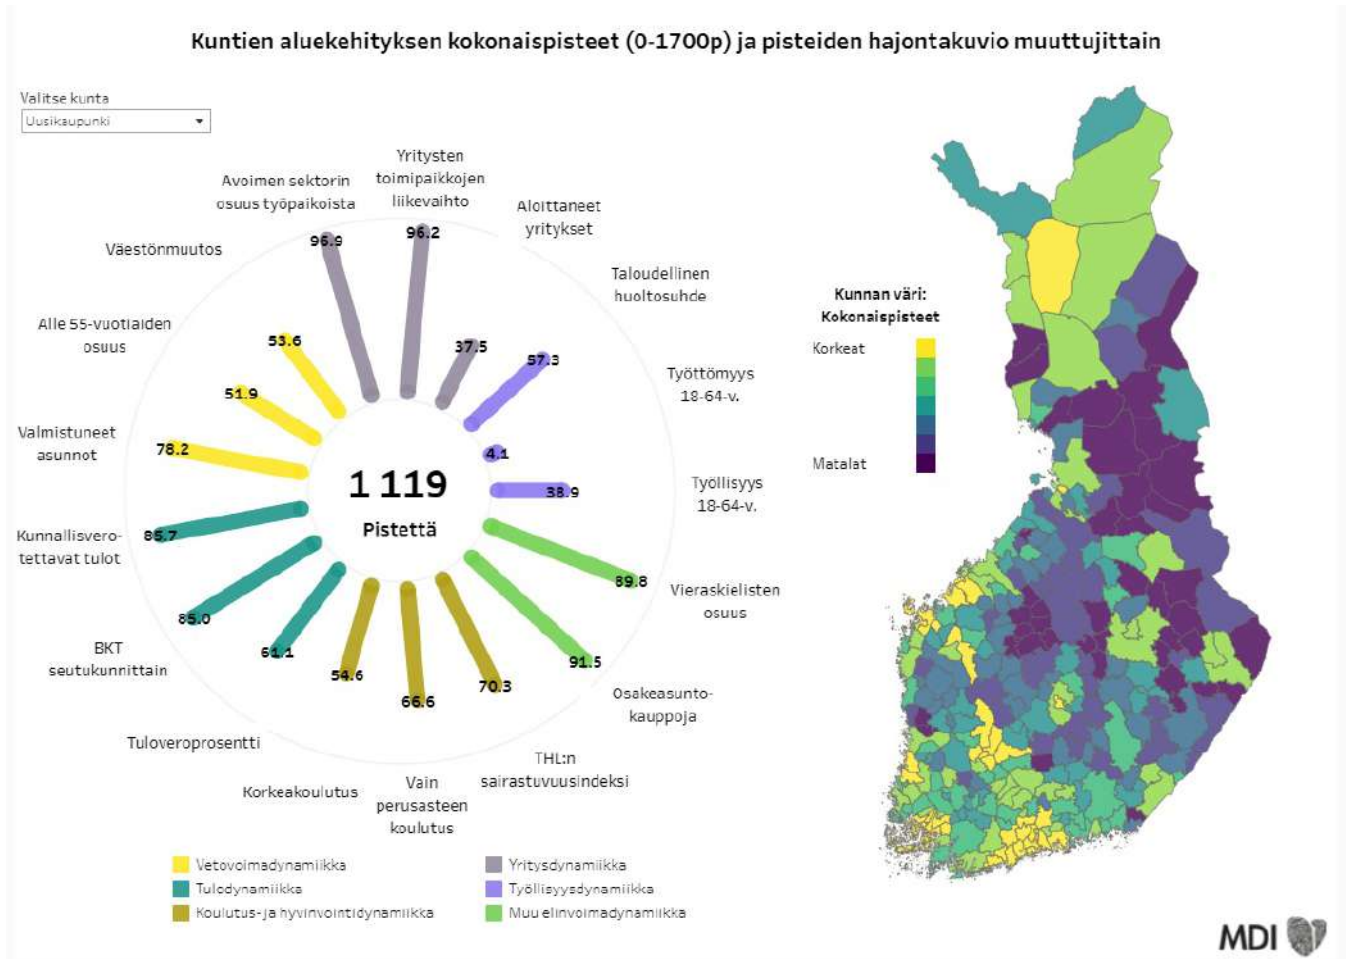 Kuntien aluekehityksen kokonaispisteet (0-1700p) ja pisteiden hajontakuvio muuttujittain
Valitse kunta
Uusikaupunki
Yritysten
toimipaikkojen
liikevaihto
Avoimen sektorin
osuus työpaikoista
Aloittaneet
yritykset
Väestönmuutos
Taloudellinen
huoltosuhde
Alle 55-vuotiaiden
osuus
Työttömyys
18-64-v.
Valmistuneet
asunnot
Työllisyys
18-64-v.
Kunnallisvero-
tettavat tulot
Vieraskielisten
osuus
BKT
seutukunnittain
Osakeasunto-
kauppoja
Tuloveroprosentti
THL:n
sairastuvuusindeksi
Korkeakoulutus
Vain
perusasteen
koulutus
96.9
96.2
37.5
57.3
4.1
38.9
89.8
91.5
70.3
66.6
54.6
61.1
85.0
85.7
78.2
51.9
53.6
1 119
Pistettä
Kunnan väri:
Kokonaispisteet
Korkeat
Matalat
Vetovoimadynamiikka
Tulodynamiikka
Koulutus- ja hyvinvointidynamiikka
Yritysdynamiikka
Työllisyysdynamiikka
Muu elinvoimadynamiikka
MDI